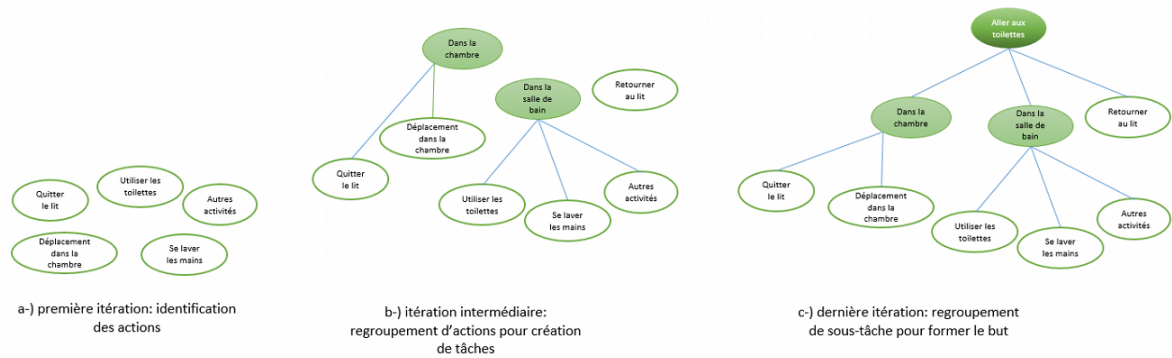 Quitter
le lit
Utiliser les
toilettes
Autres
activités
Déplacement
dans la
chambre
Se laver
les mains
a-) première itération: identification
des actions
Dans la
chambre
Dans la
salle de
bain
Retourner
au lit
Déplacement
dans la
chambre
Quitter
le lit
Utiliser les
toilettes
Se laver
les mains
Autres
activités
b-) itération intermédiaire:
regroupement d'actions pour création
de tâches
Aller aux
toilettes
Dans la
chambre
Dans la
salle de
bain
Retourner
au lit
Quitter
le lit
Déplacement
dans la
chambre
Utiliser les
toilettes
Se laver
les mains
Autres
activités
c-) dernière itération: regroupement
de sous-tâche pour former le but